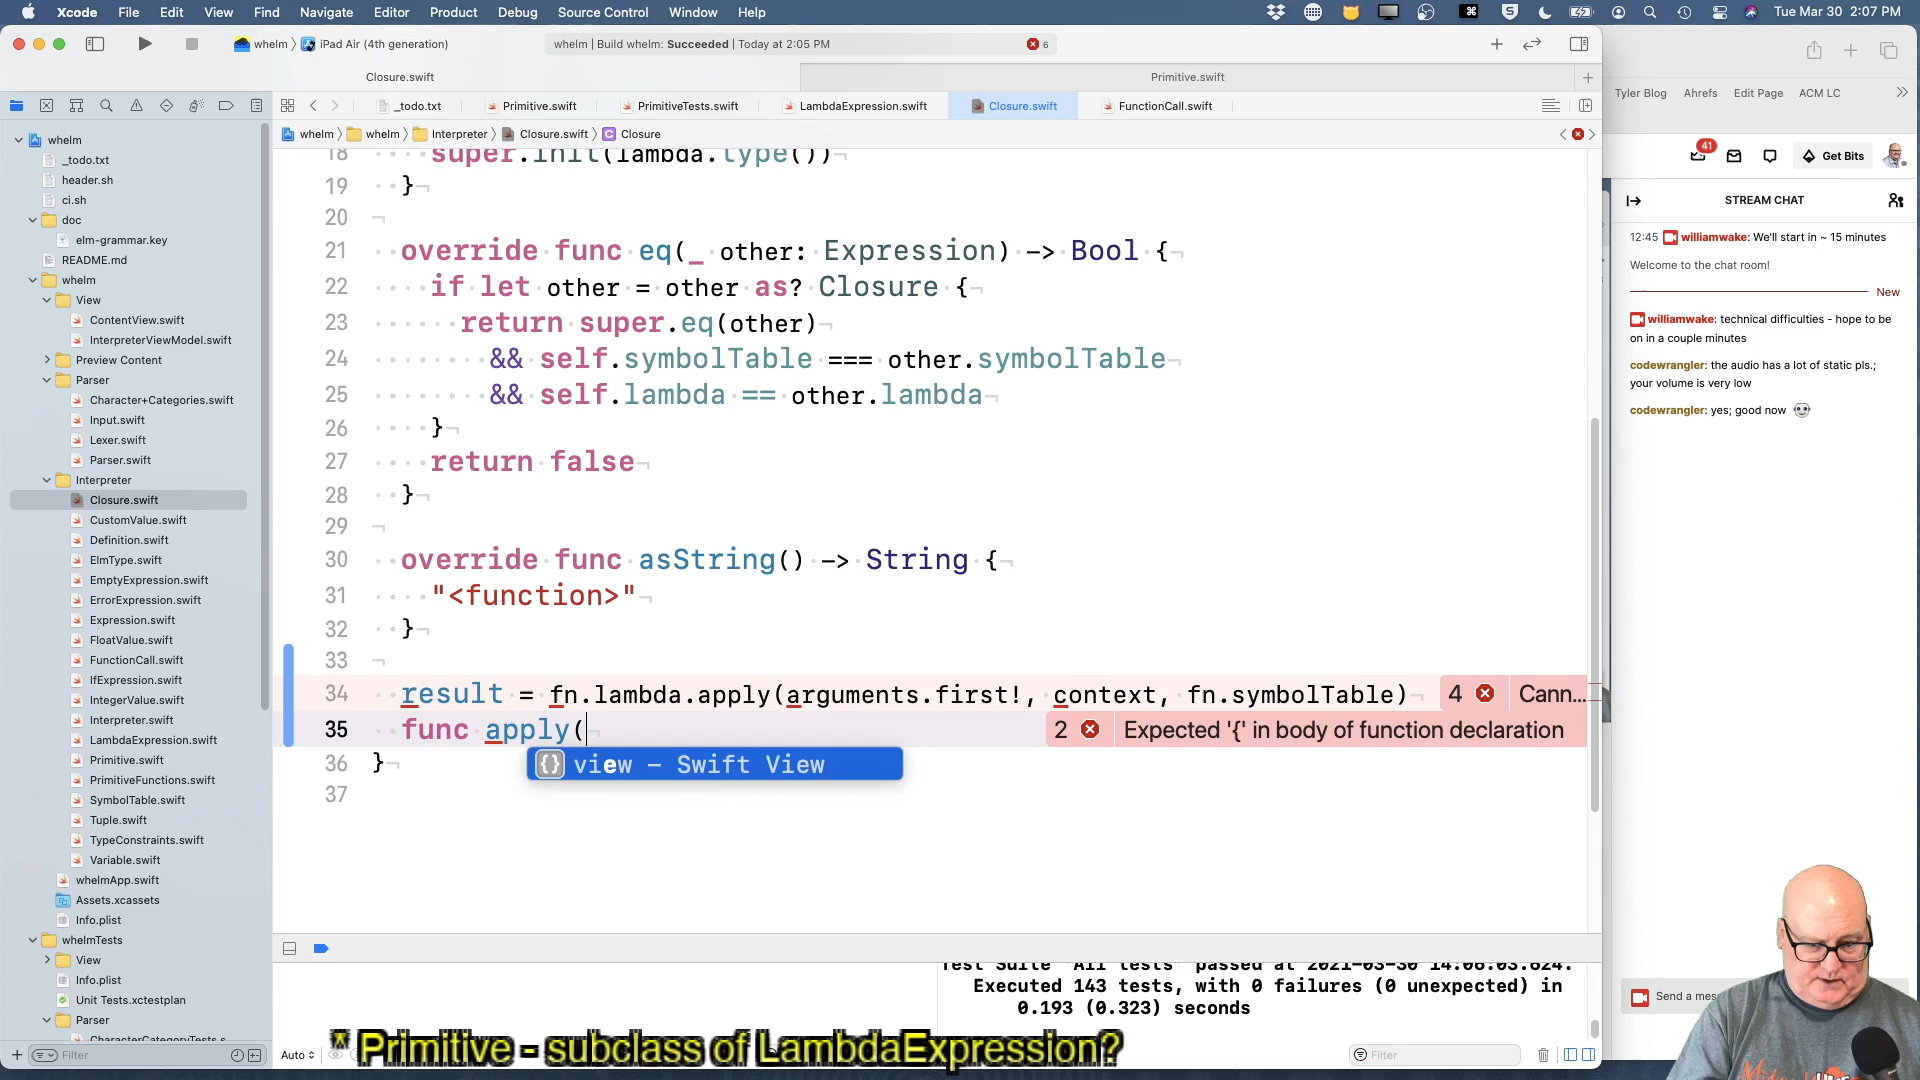 Xcode File Edit View Find Navigate Editor Product Debug Source Control Window Help
Tue Mar 30 2:07 PM
whelm iPad Air (4th generation)
whelm | Build whelm: Succeeded | Today at 2:05 PM
6
Closure.swift
Primitive.swift
_todo.txt
Primitive.swift
PrimitiveTests.swift
LambdaExpression.swift
Closure.swift
FunctionCall.swift
whelm whelm Interpreter Closure.swift C Closure
whelm
_todo.txt
header.sh
ci.sh
doc
elm-grammar.key
README.md
whelm
View
ContentView.swift
InterpreterViewModel.swift
Preview Content
Parser
Character+Categories.swift
Input.swift
Lexer.swift
Parser.swift
Interpreter
Closure.swift
CustomValue.swift
Definition.swift
ElmType.swift
EmptyExpression.swift
ErrorExpression.swift
Expression.swift
FloatValue.swift
FunctionCall.swift
IfExpression.swift
IntegerValue.swift
Interpreter.swift
LambdaExpression.swift
Primitive.swift
PrimitiveFunctions.swift
SymbolTable.swift
Tuple.swift
TypeConstraints.swift
Variable.swift
whelmApp.swift
Assets.xcassets
Info.plist
whelmTests
View
Info.plist
Unit Tests.xctestplan
Parser
CharacterCategoryTests.s
Filter
18 super.init(lambda.type())
19 }
20
21 override func eq(_ other: Expression) -> Bool {
22 if let other = other as? Closure {
23 return super.eq(other)
24 && self.symbolTable === other.symbolTable
25 && self.lambda == other.lambda
26 }
27 return false
28 }
29
30 override func asString() -> String {
31 "<function>"
32 }
33
34 result = fn.lambda.apply(arguments.first!, context, fn.symbolTable) 4 Cann...
35 func apply( 2 Expected '{' in body of function declaration
{} view – Swift View
36 }
37
Test Suite 'All tests' passed at 2021-03-30 14:06:03.624.
Executed 143 tests, with 0 failures (0 unexpected) in
0.193 (0.323) seconds
Auto
Filter
* Primitive - subclass of LambdaExpression?
Tyler Blog Ahrefs Edit Page ACM LC
41
Get Bits
STREAM CHAT
12:45 williamwake: We'll start in ~ 15 minutes
Welcome to the chat room!
New
williamwake: technical difficulties - hope to be
on in a couple minutes
codewrangler: the audio has a lot of static pls.;
your volume is very low
codewrangler: yes; good now
Send a mes